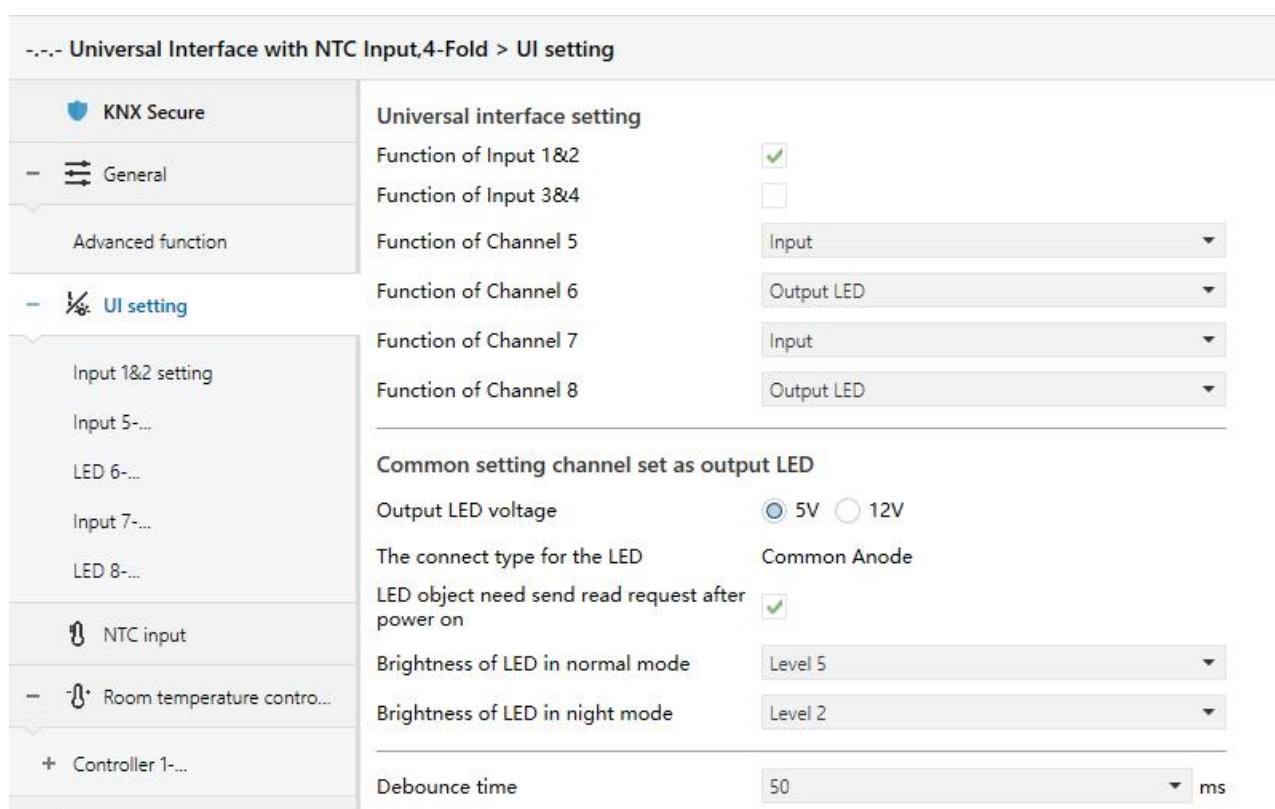 -.-.- Universal Interface with NTC Input,4-Fold > UI setting
KNX Secure
General
Advanced function
UI setting
Input 1&2 setting
Input 5-...
LED 6-...
Input 7-...
LED 8-...
NTC input
Room temperature contro...
Controller 1-...
Universal interface setting
Function of Input 1&2
Function of Input 3&4
Function of Channel 5 Input
Function of Channel 6 Output LED
Function of Channel 7 Input
Function of Channel 8 Output LED
Common setting channel set as output LED
Output LED voltage 5V 12V
The connect type for the LED Common Anode
LED object need send read request after
power on
Brightness of LED in normal mode Level 5
Brightness of LED in night mode Level 2
Debounce time 50 ms